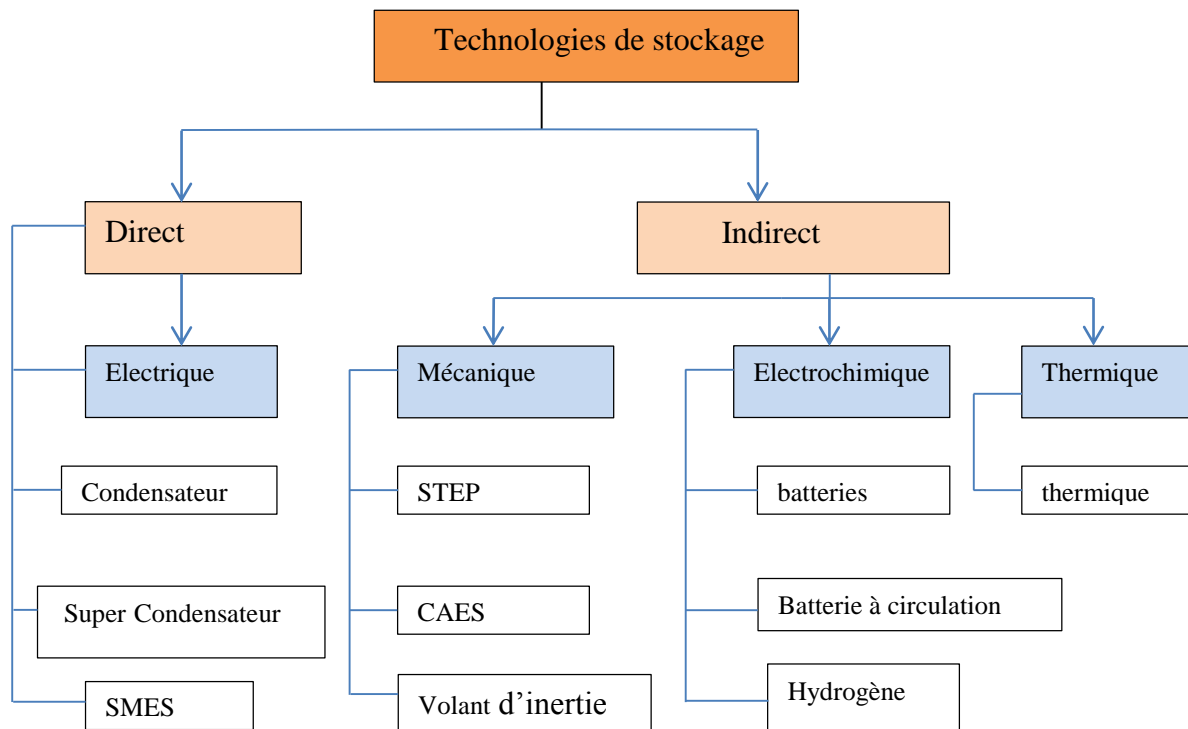 Technologies de stockage
Direct
Indirect
Electrique
Mécanique
Electrochimique
Thermique
Condensateur
STEP
batteries
thermique
Super Condensateur
CAES
Batterie à circulation
SMES
Volant d’inertie
Hydrogène